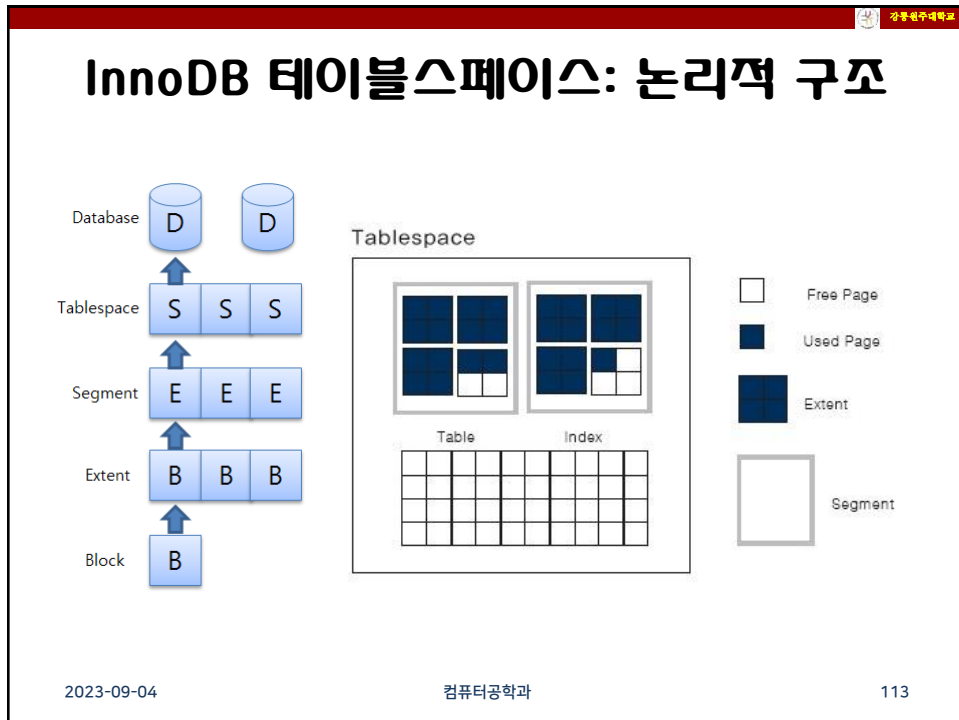 강릉원주대학교
InnoDB 테이블스페이스: 논리적 구조
Database D D
Tablespace S S S
Segment E E E
Extent B B B
Block B
Tablespace
Table Index
Free Page
Used Page
Extent
Segment
2023-09-04 컴퓨터공학과 113